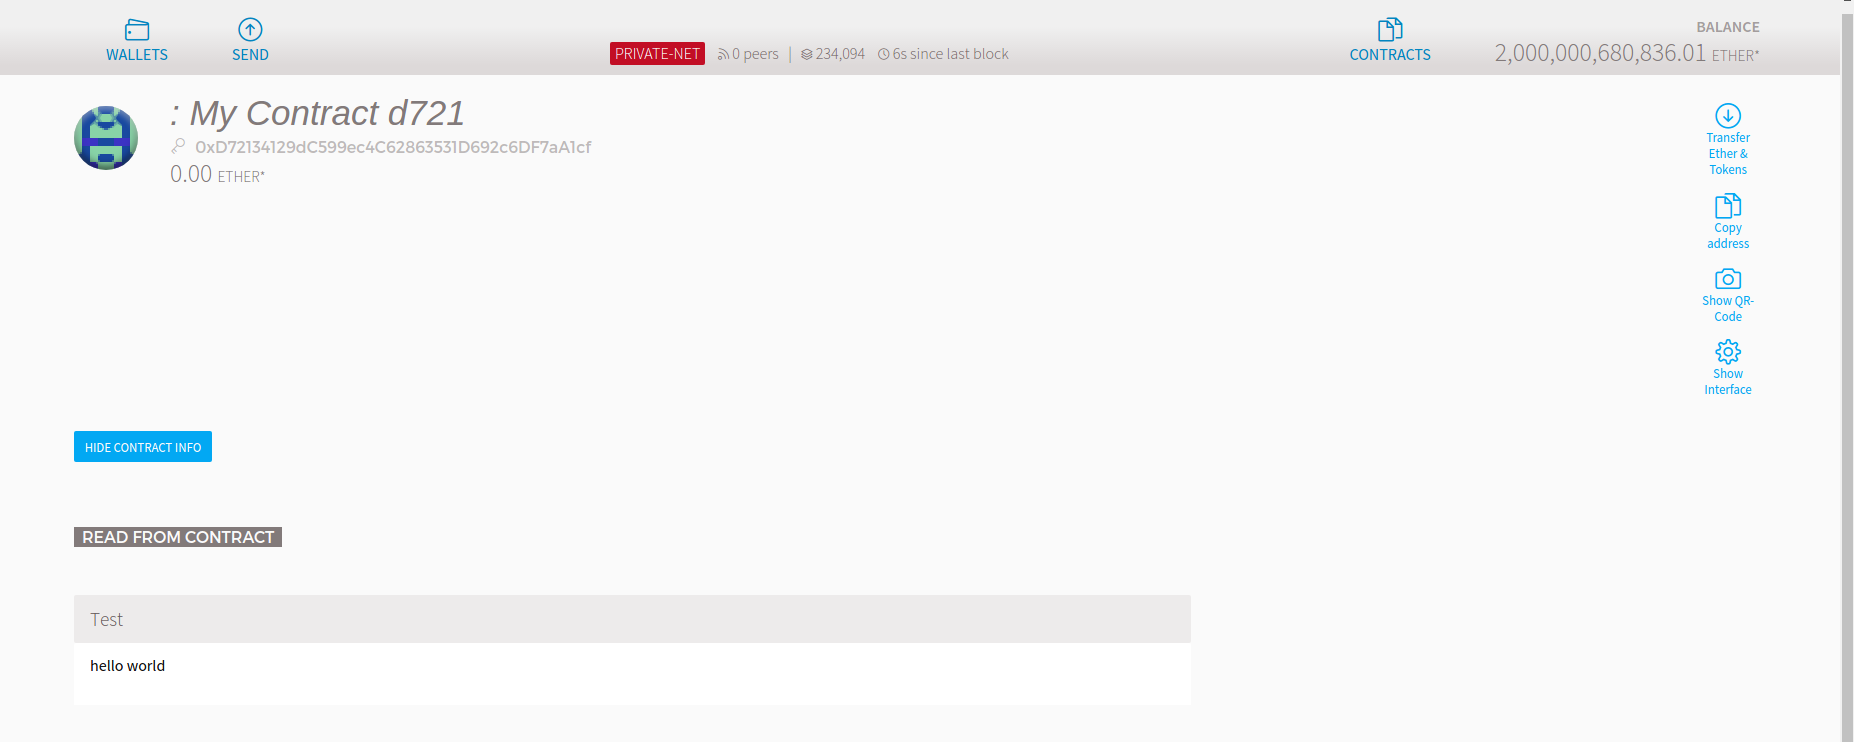 WALLETS
SEND
PRIVATE-NET 0 peers | 234,094 6s since last block
CONTRACTS
BALANCE
2,000,000,680,836.01 ETHER*
: My Contract d721
0xD72134129dC599ec4C62863531D692c6DF7aA1cf
0.00 ETHER*
Transfer
Ether &
Tokens
Copy
address
Show QR-
Code
Show
Interface
HIDE CONTRACT INFO
READ FROM CONTRACT
Test
hello world